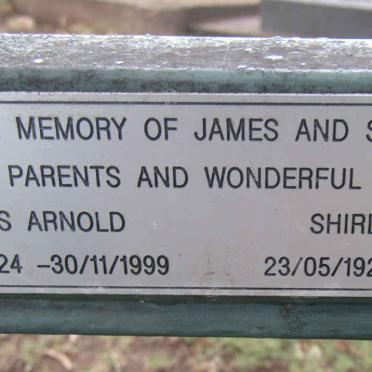 MEMORY OF JAMES AND S
PARENTS AND WONDERFUL
S ARNOLD SHIRL
24 –30/11/1999 23/05/192